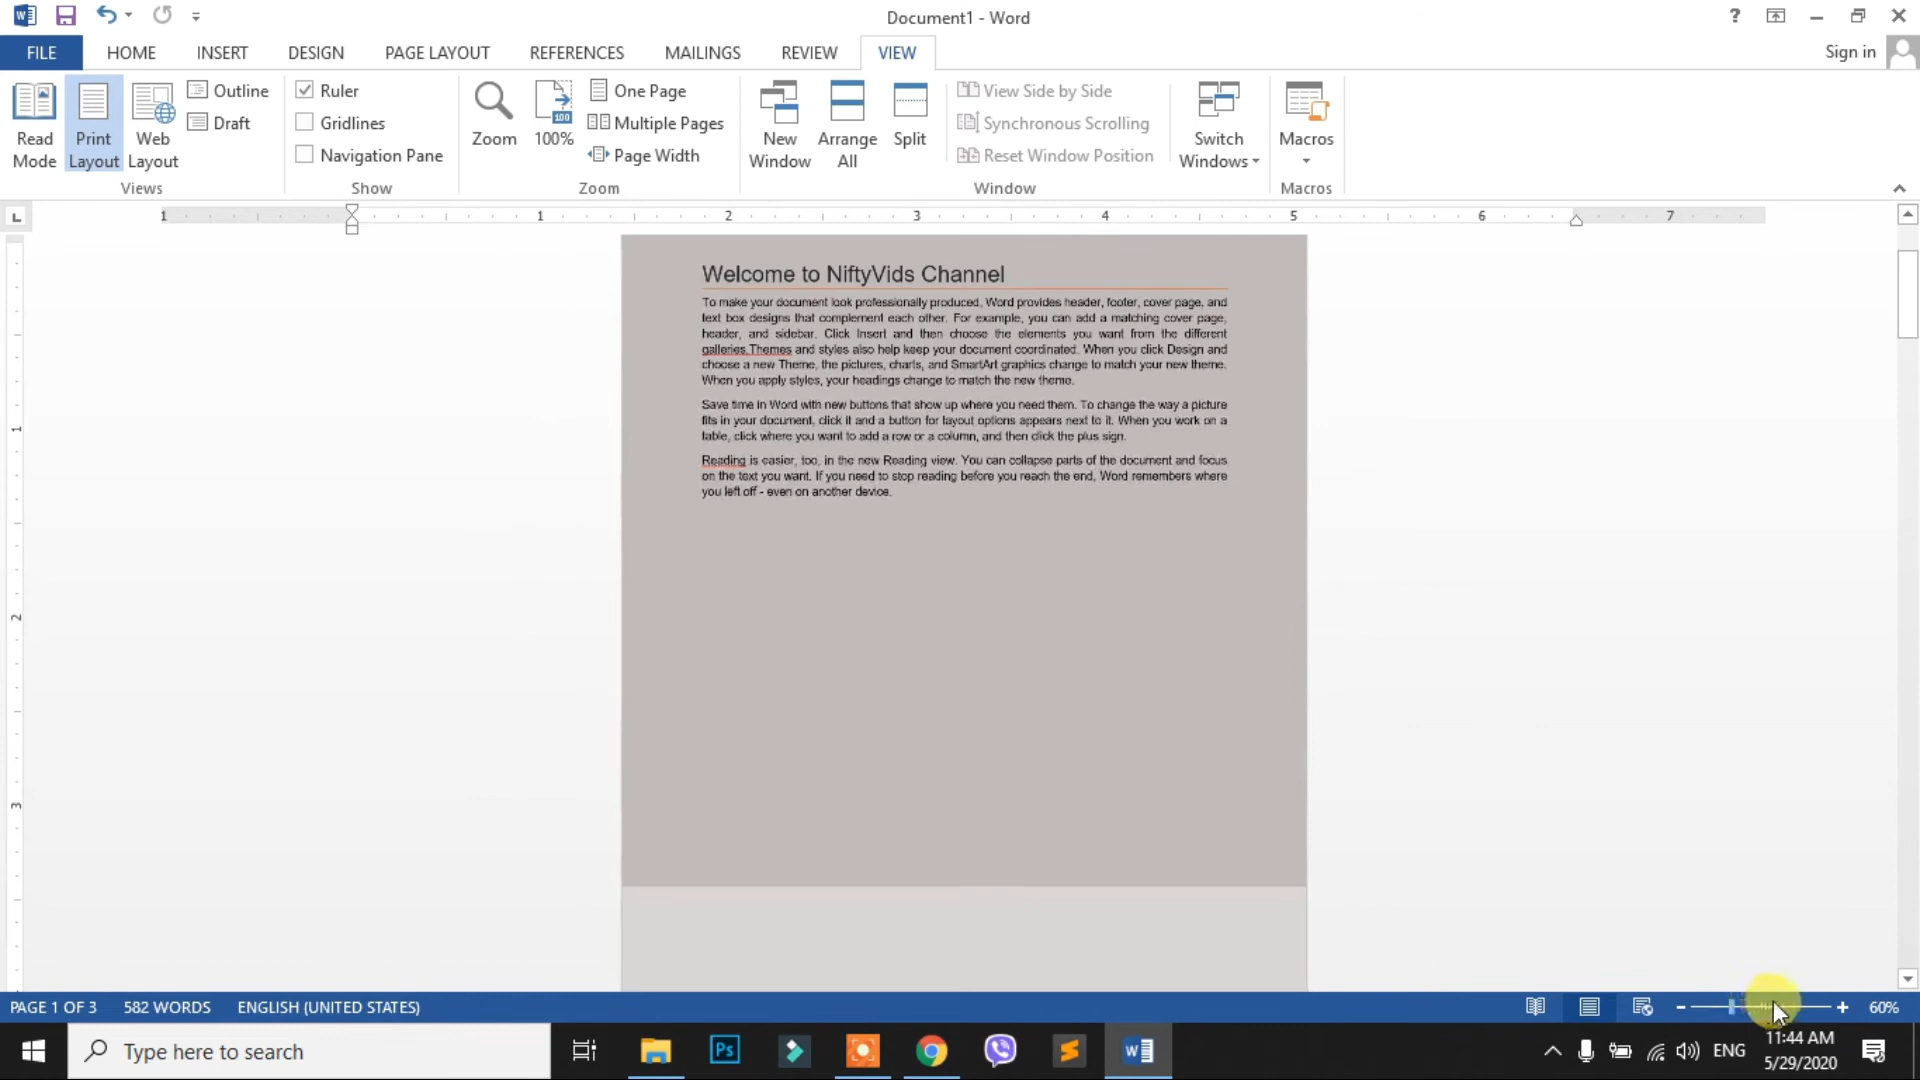 Document1 - Word
FILE HOME INSERT DESIGN PAGE LAYOUT REFERENCES MAILINGS REVIEW VIEW Sign in
Read Mode
Print Layout
Web Layout
Outline
Draft
Views
Ruler
Gridlines
Navigation Pane
Show
Zoom
100%
One Page
Multiple Pages
Page Width
Zoom
New Window
Arrange All
Split
View Side by Side
Synchronous Scrolling
Reset Window Position
Window
Switch Windows
Macros
Macros
1 1 2 3 4 5 6 7
1
2
3
Welcome to NiftyVids Channel
To make your document look professionally produced, Word provides header, footer, cover page, and
text box designs that complement each other. For example, you can add a matching cover page,
header, and sidebar. Click Insert and then choose the elements you want from the different
galleries.Themes and styles also help keep your document coordinated. When you click Design and
choose a new Theme, the pictures, charts, and SmartArt graphics change to match your new theme.
When you apply styles, your headings change to match the new theme.
Save time in Word with new buttons that show up where you need them. To change the way a picture
fits in your document, click it and a button for layout options appears next to it. When you work on a
table, click where you want to add a row or a column, and then click the plus sign.
Reading is easier, too, in the new Reading view. You can collapse parts of the document and focus
on the text you want. If you need to stop reading before you reach the end, Word remembers where
you left off - even on another device.
PAGE 1 OF 3 582 WORDS ENGLISH (UNITED STATES) 60%
Type here to search
Ps
ENG
11:44 AM
5/29/2020